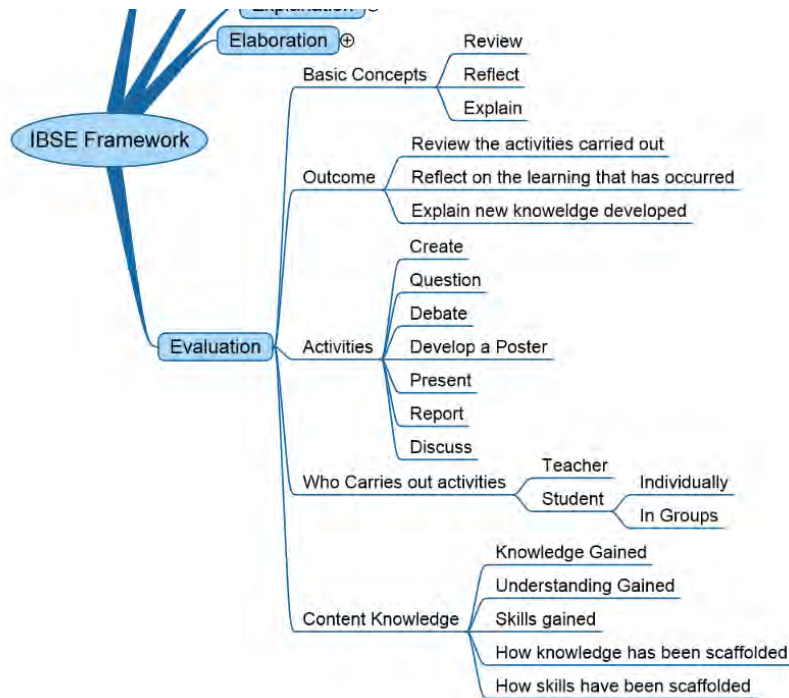 Explanation
Elaboration
IBSE Framework
Evaluation
Basic Concepts
Review
Reflect
Explain
Outcome
Review the activities carried out
Reflect on the learning that has occurred
Explain new knoweldge developed
Activities
Create
Question
Debate
Develop a Poster
Present
Report
Discuss
Who Carries out activities
Teacher
Student
Individually
In Groups
Content Knowledge
Knowledge Gained
Understanding Gained
Skills gained
How knowledge has been scaffolded
How skills have been scaffolded